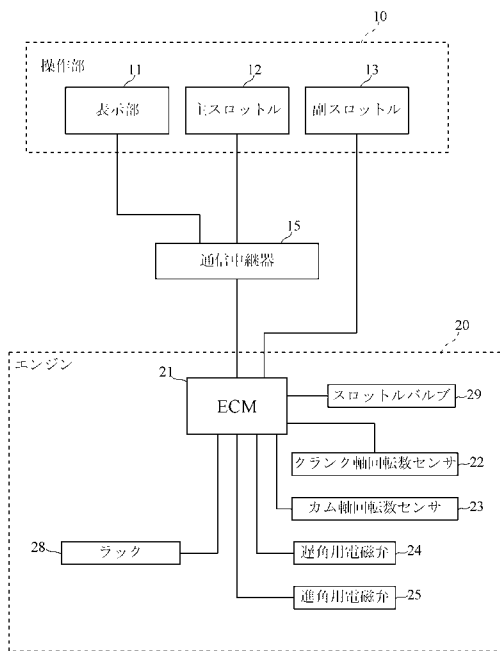 10
操作部
11
12
13
表示部
主スロットル
副スロットル
15
通信中継器
20
エンジン
21
ECM
スロットルバルブ
29
クランク軸回転数センサ
22
カム軸回転数センサ
23
28
ラック
遅角用電磁弁
24
進角用電磁弁
25